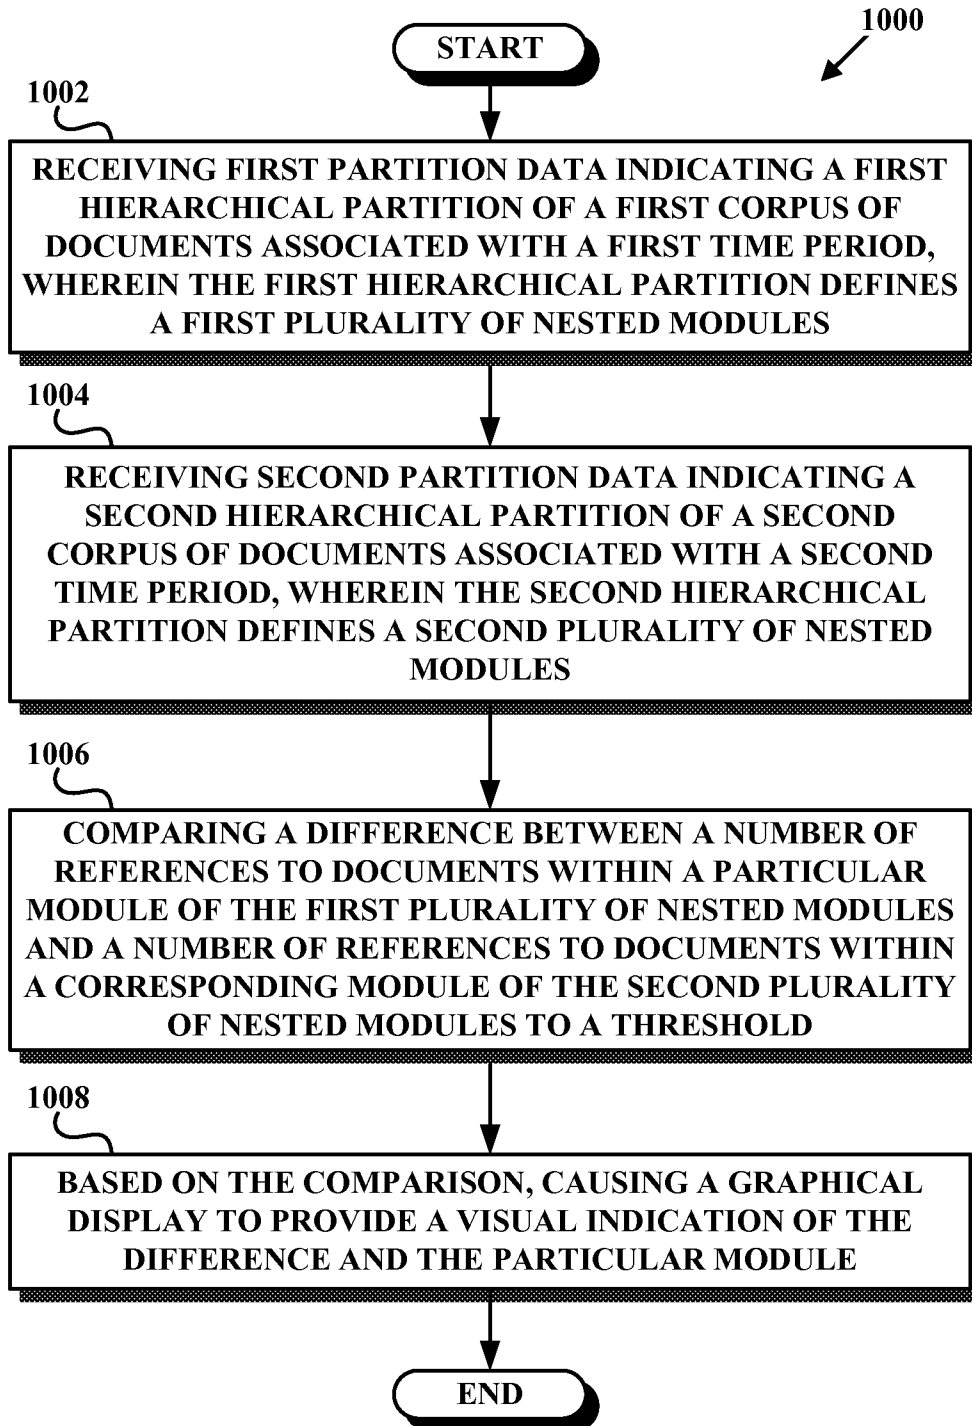 1000
START
1002
RECEIVING FIRST PARTITION DATA INDICATING A FIRST
HIERARCHICAL PARTITION OF A FIRST CORPUS OF
DOCUMENTS ASSOCIATED WITH A FIRST TIME PERIOD,
WHEREIN THE FIRST HIERARCHICAL PARTITION DEFINES
A FIRST PLURALITY OF NESTED MODULES
1004
RECEIVING SECOND PARTITION DATA INDICATING A
SECOND HIERARCHICAL PARTITION OF A SECOND
CORPUS OF DOCUMENTS ASSOCIATED WITH A SECOND
TIME PERIOD, WHEREIN THE SECOND HIERARCHICAL
PARTITION DEFINES A SECOND PLURALITY OF NESTED
MODULES
1006
COMPARING A DIFFERENCE BETWEEN A NUMBER OF
REFERENCES TO DOCUMENTS WITHIN A PARTICULAR
MODULE OF THE FIRST PLURALITY OF NESTED MODULES
AND A NUMBER OF REFERENCES TO DOCUMENTS WITHIN
A CORRESPONDING MODULE OF THE SECOND PLURALITY
OF NESTED MODULES TO A THRESHOLD
1008
BASED ON THE COMPARISON, CAUSING A GRAPHICAL
DISPLAY TO PROVIDE A VISUAL INDICATION OF THE
DIFFERENCE AND THE PARTICULAR MODULE
END